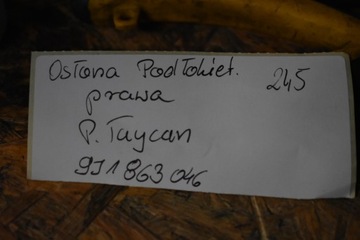 Osłona Podłokiet. 245
prawa
P. Taycan
9J1 863 046